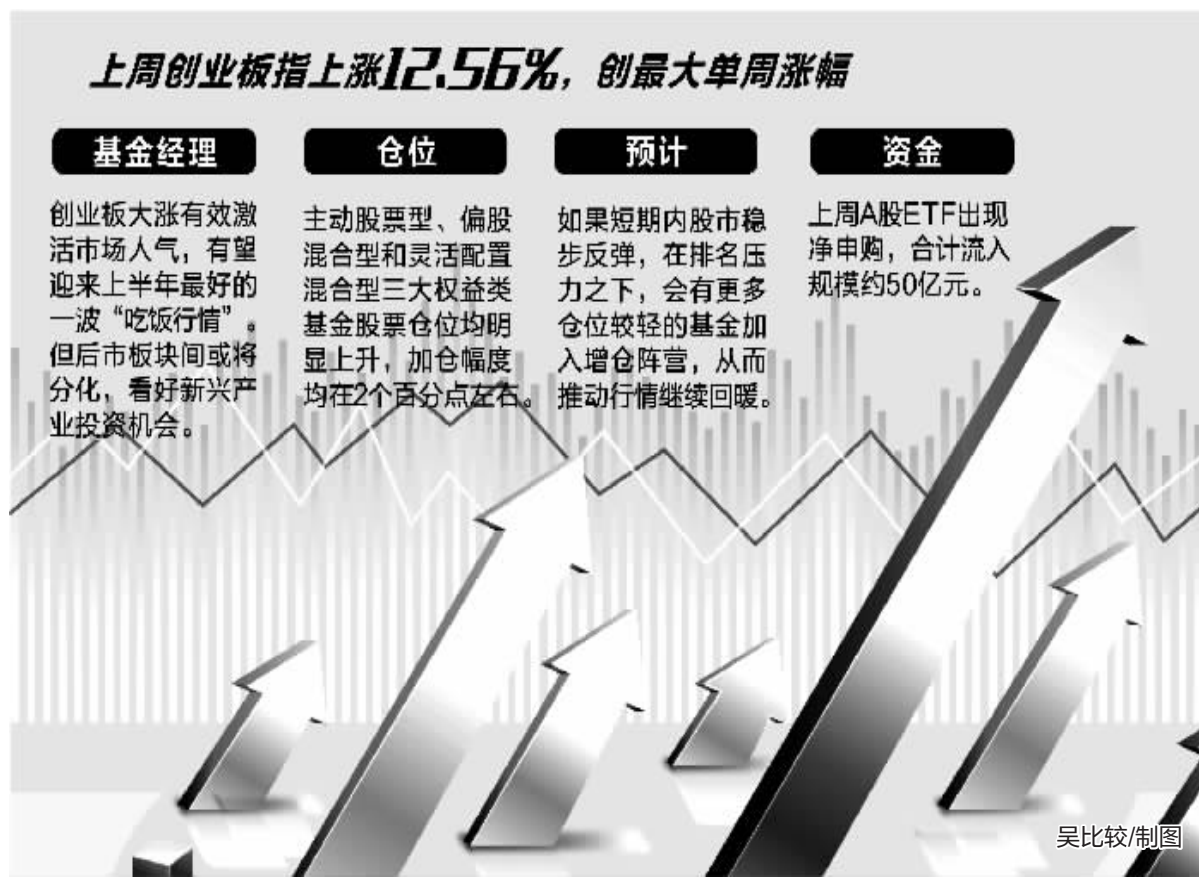 上周创业板指上涨12.56%，创最大单周涨幅
基金经理
创业板大涨有效激
活市场人气，有望
迎来上半年最好的
一波“吃饭行情”。
但后市板块间或将
分化，看好新兴产
业投资机会。
仓位
主动股票型、偏股
混合型和灵活配置
混合型三大权益类
基金股票仓位均明
显上升，加仓幅度
均在2个百分点左右。
预计
如果短期内股市稳
步反弹，在排名压
力之下，会有更多
仓位较轻的基金加
入增仓阵营，从而
推动行情继续回暖。
资金
上周A股ETF出现
净申购，合计流入
规模约50亿元。
吴比较/制图